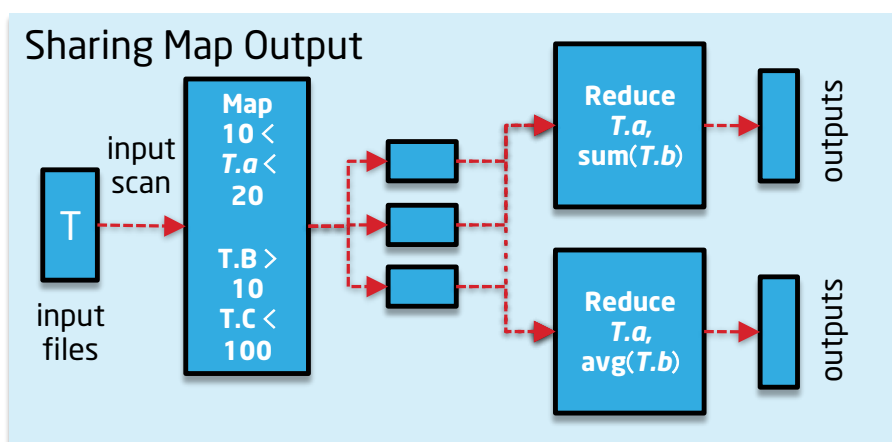 Sharing Map Output
input
scan
T
input
files
Map
10 <
T.a <
20
T.B >
10
T.C <
100
Reduce
T.a,
sum(T.b)
outputs
Reduce
T.a,
avg(T.b)
outputs